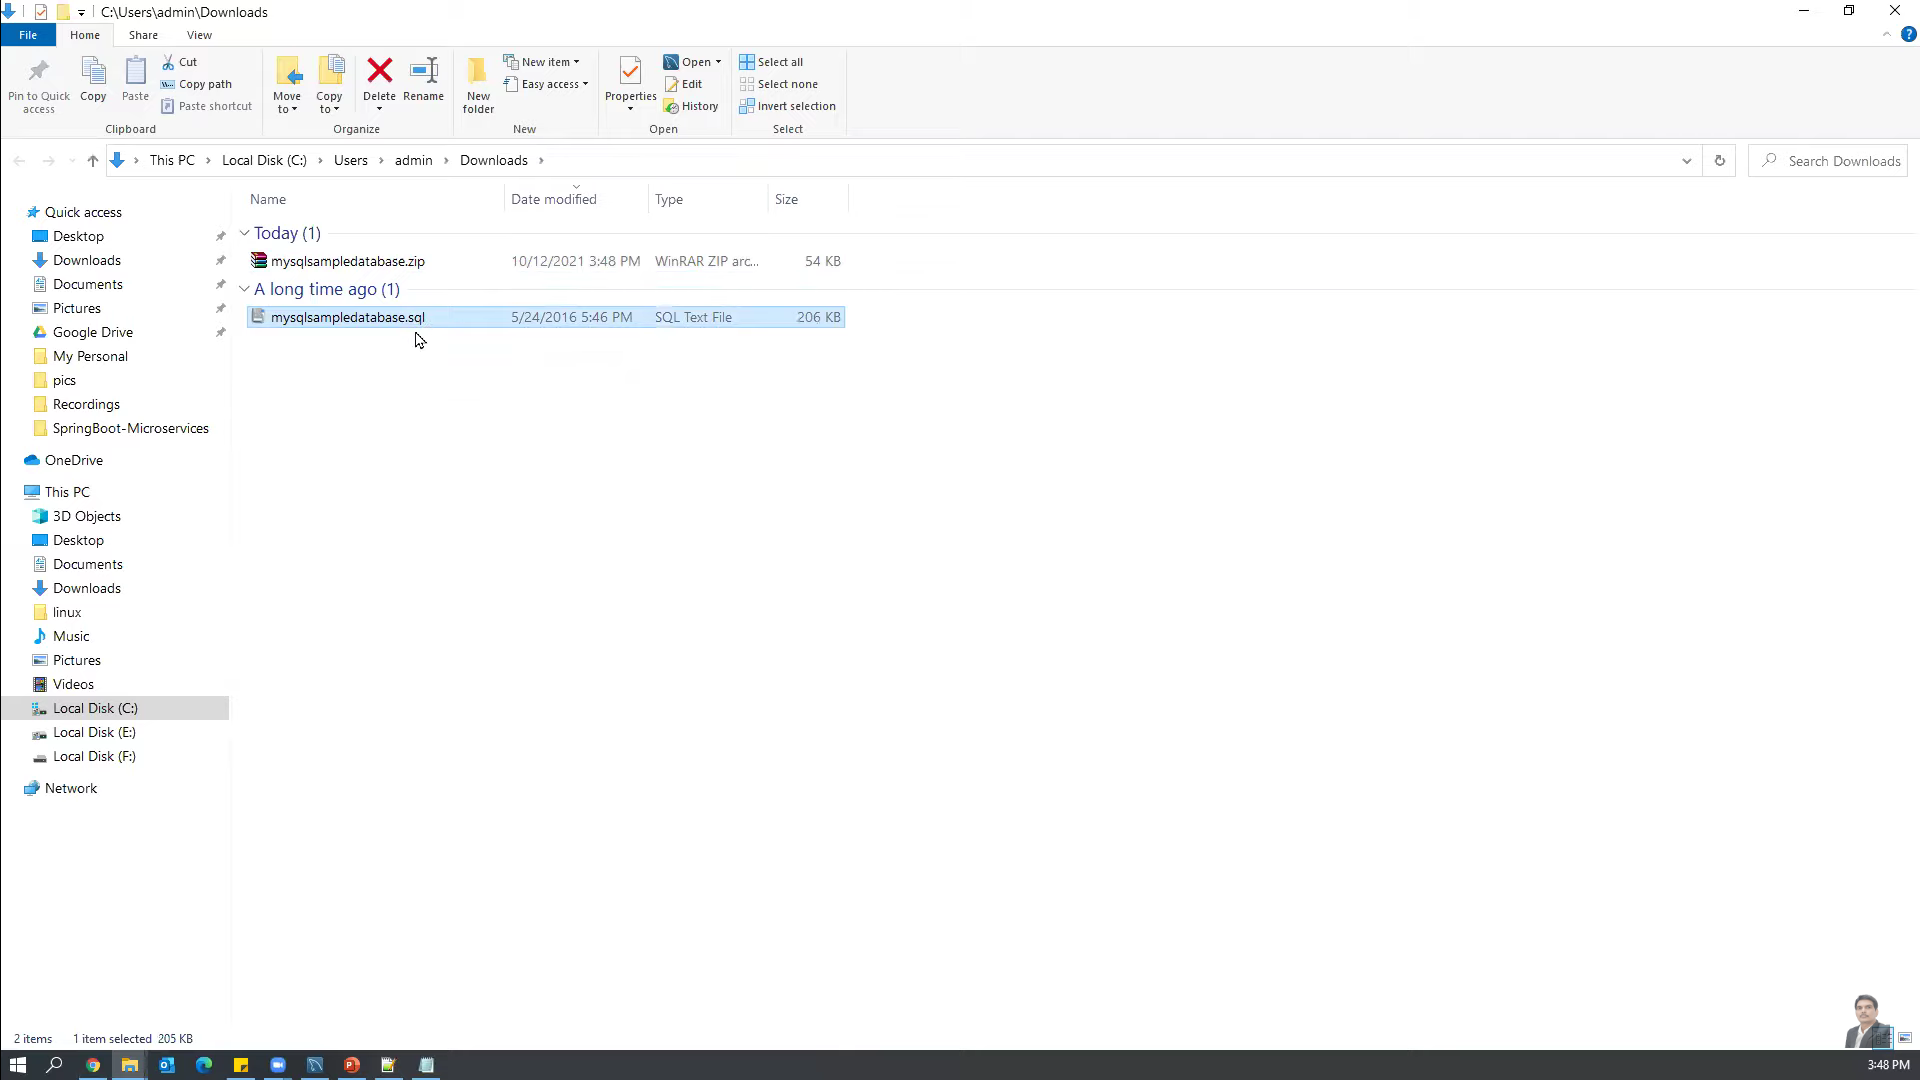 C:\Users\admin\Downloads
File Home Share View
Pin to Quick access
Copy
Paste
Cut
Copy path
Paste shortcut
Clipboard
Move to
Copy to
Delete
Rename
Organize
New folder
New item
Easy access
New
Properties
Open
Edit
History
Open
Select all
Select none
Invert selection
Select
This PC Local Disk (C:) Users admin Downloads
Search Downloads
Name Date modified Type Size
Today (1)
mysqlsampledatabase.zip 10/12/2021 3:48 PM WinRAR ZIP arc... 54 KB
A long time ago (1)
mysqlsampledatabase.sql 5/24/2016 5:46 PM SQL Text File 206 KB
Quick access
Desktop
Downloads
Documents
Pictures
Google Drive
My Personal
pics
Recordings
SpringBoot-Microservices
OneDrive
This PC
3D Objects
Desktop
Documents
Downloads
linux
Music
Pictures
Videos
Local Disk (C:)
Local Disk (E:)
Local Disk (F:)
Network
2 items 1 item selected 205 KB
3:48 PM